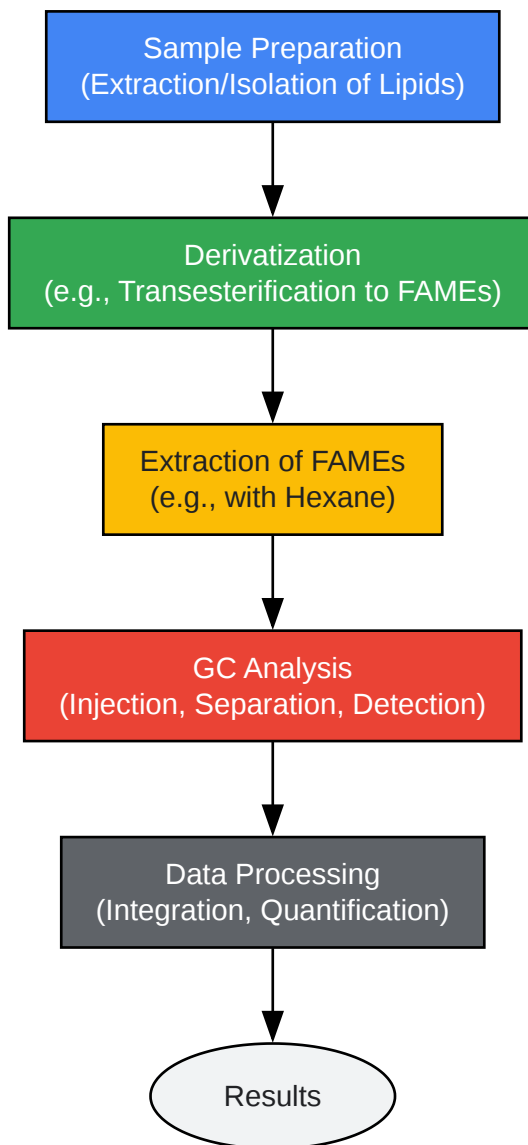 Sample Preparation
(Extraction/Isolation of Lipids)
Derivatization
(e.g., Transesterification to FAMEs)
Extraction of FAMEs
(e.g., with Hexane)
GC Analysis
(Injection, Separation, Detection)
Data Processing
(Integration, Quantification)
Results